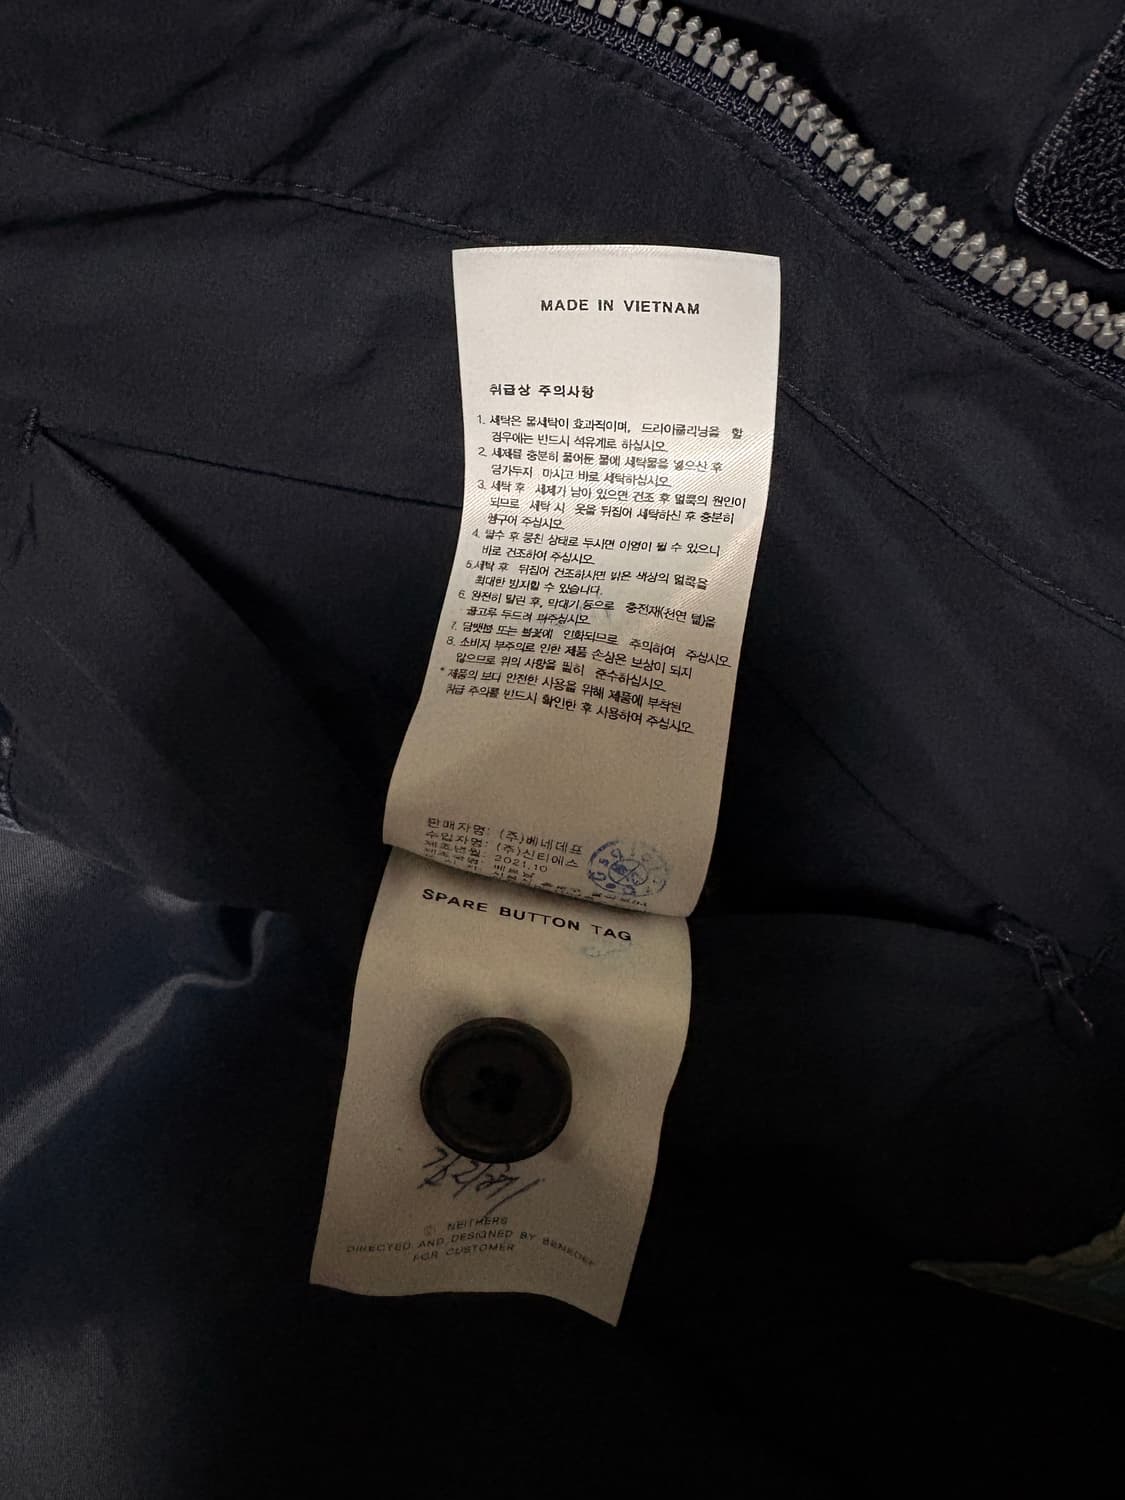 MADE IN VIETNAM
취급상 주의사항
1. 세탁은 물세탁이 효과적이며, 드라이클리닝을 할
경우에는 반드시 석유계로 하십시오.
2. 세제를 충분히 풀어둔 물에 세탁물을 넣으신 후
담가두지 마시고 바로 세탁하십시오.
3. 세탁 후 세제가 남아 있으면 건조 후 얼룩의 원인이
되므로 세탁 시 옷을 뒤집어 세탁하신 후 충분히
헹구어 주십시오.
4. 탈수 후 뭉친 상태로 두시면 이염이 될 수 있으니
바로 건조하여 주십시오.
5.세탁 후 뒤집어 건조하시면 밝은 색상의 얼룩을
최대한 방지할 수 있습니다.
6. 완전히 말린 후, 막대기 등으로 충전재(천연 털)을
골고루 두드려 펴주십시오
7. 담뱃불 또는 불꽃에 인화되므로 주의하여 주십시오
8. 소비자 부주의로 인한 제품 손상은 보상이 되지
않으므로 위의 사항을 필히 준수하십시오.
* 제품의 보다 안전한 사용을 위해 제품에 부착된
취급 주의를 반드시 확인한 후 사용하여 주십시오.
판매자명: (주)베네데프
수입자명: (주)신티에스
제조년월: 2021.10
제조국명: 베트남
SPARE BUTTON TAG
NEITHERS
DIRECTED AND DESIGNED BY BENEDEF
FOR CUSTOMER